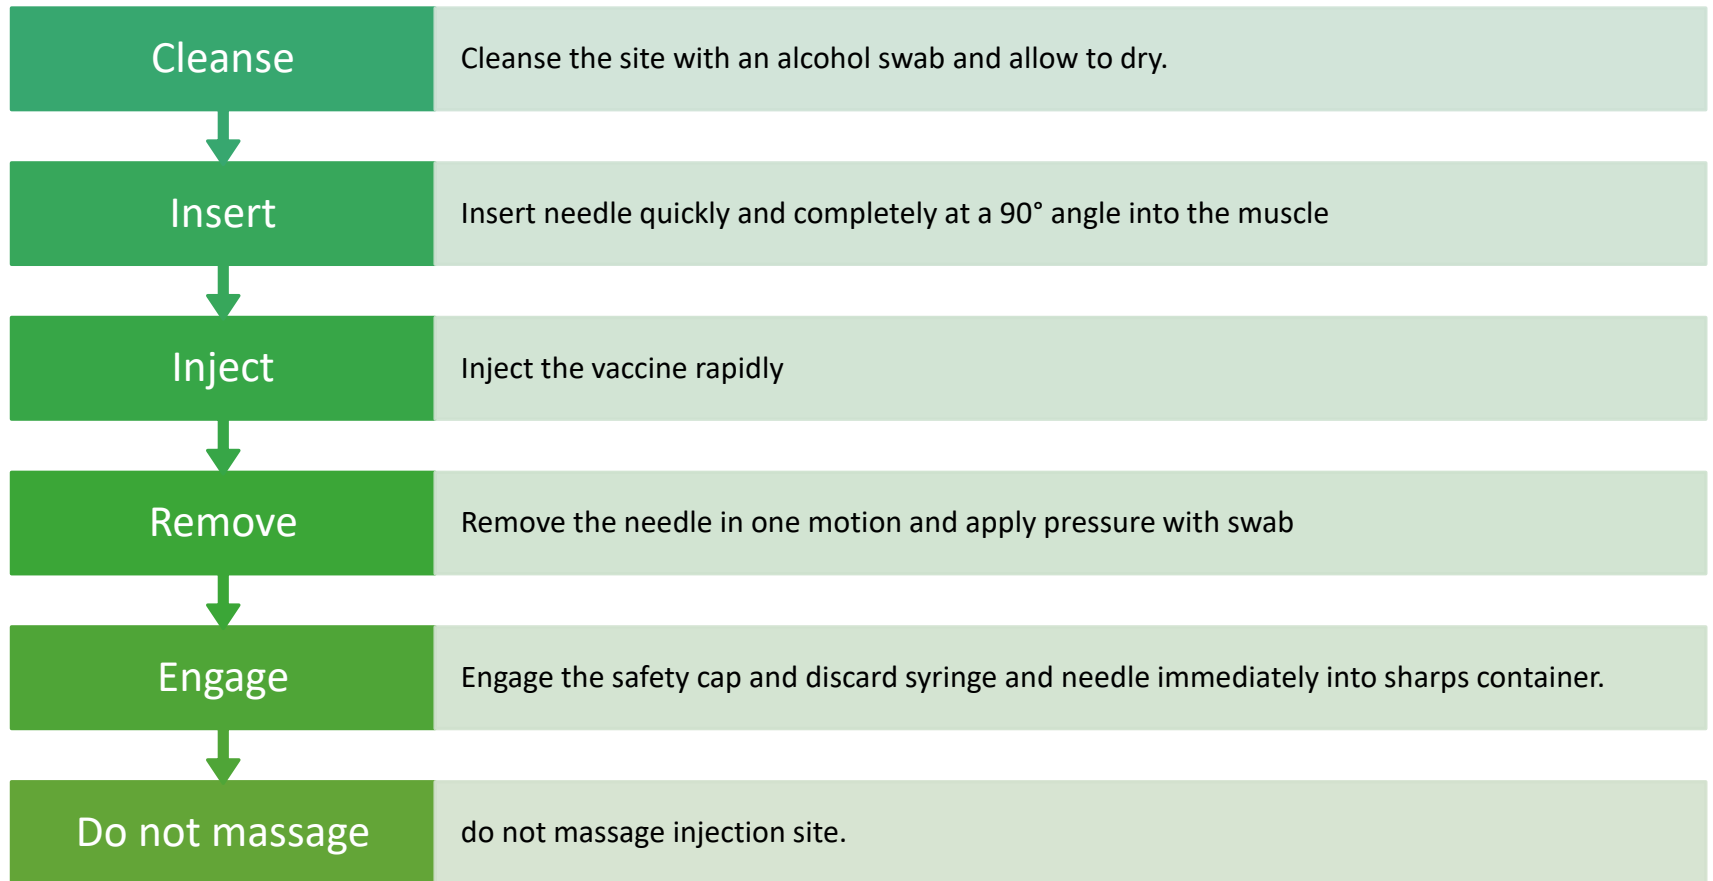 Cleanse
Cleanse the site with an alcohol swab and allow to dry.
Insert
Insert needle quickly and completely at a 90° angle into the muscle
Inject
Inject the vaccine rapidly
Remove
Remove the needle in one motion and apply pressure with swab
Engage
Engage the safety cap and discard syringe and needle immediately into sharps container.
Do not massage
do not massage injection site.